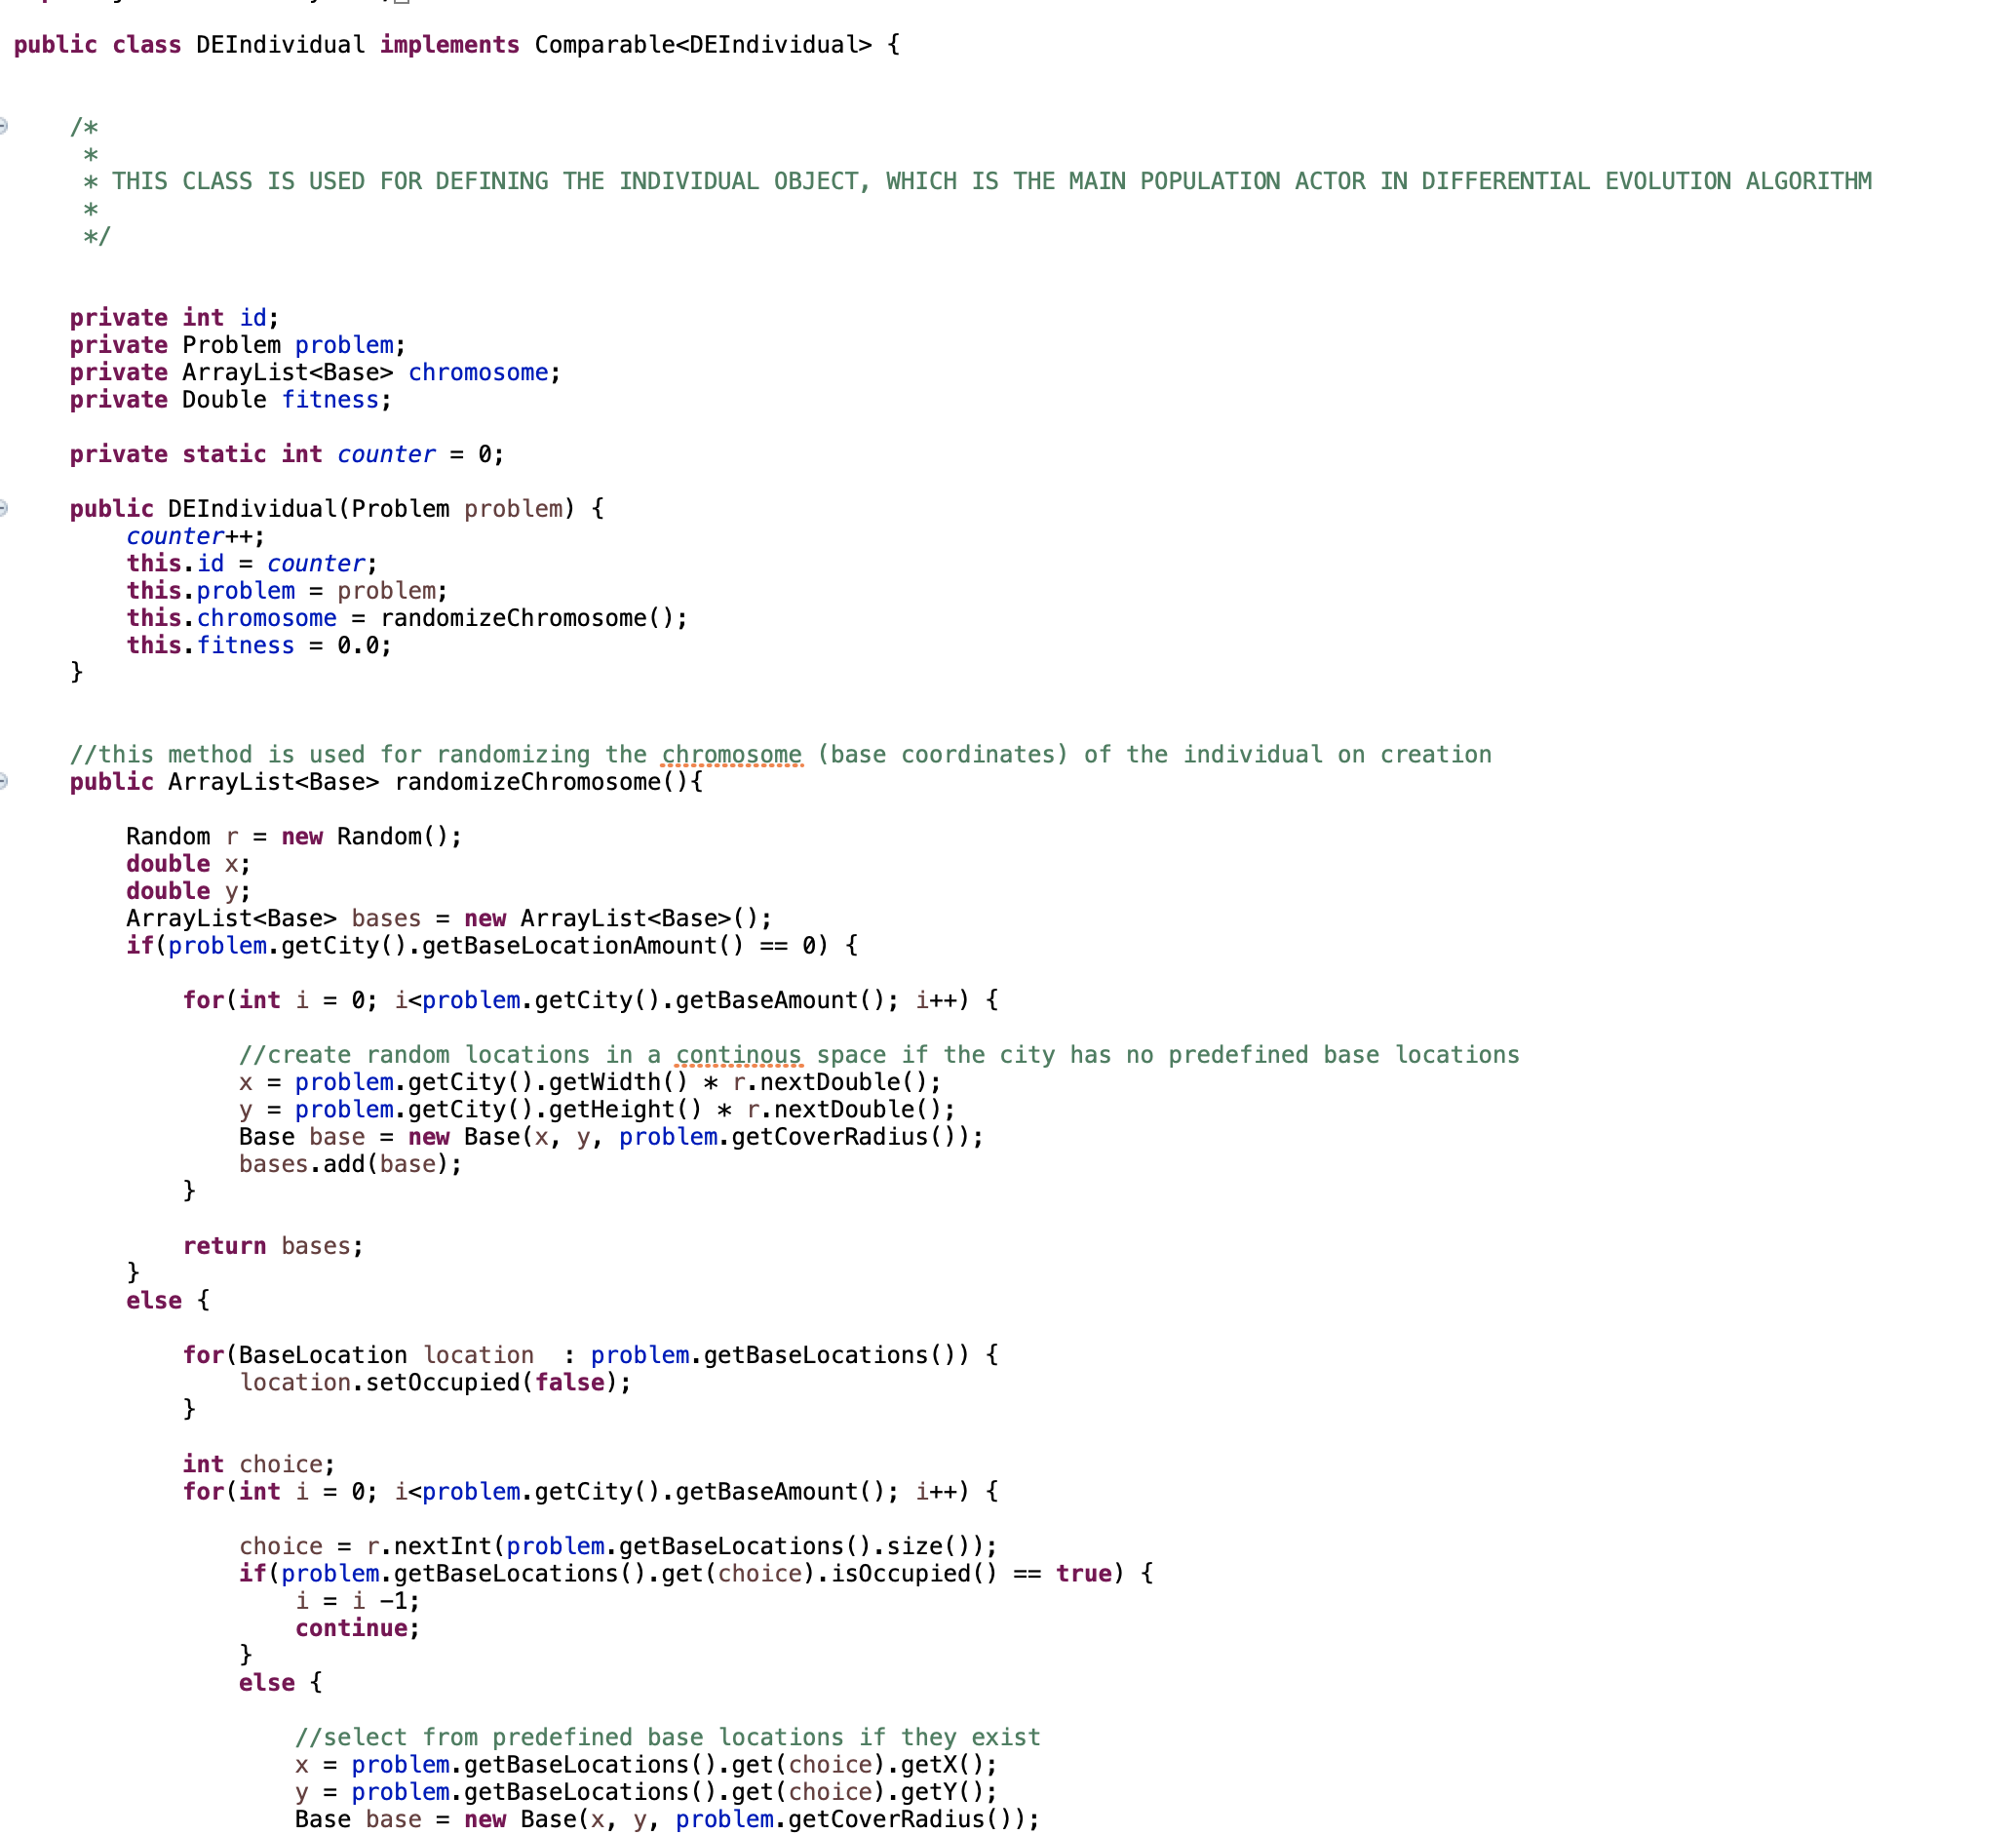 public class DEIndividual implements Comparable<DEIndividual> {
/*
*
* THIS CLASS IS USED FOR DEFINING THE INDIVIDUAL OBJECT, WHICH IS THE MAIN POPULATION ACTOR IN DIFFERENTIAL EVOLUTION ALGORITHM
*
*/
private int id;
private Problem problem;
private ArrayList<Base> chromosome;
private Double fitness;
private static int counter = 0;
public DEIndividual(Problem problem) {
counter++;
this.id = counter;
this.problem = problem;
this.chromosome = randomizeChromosome();
this.fitness = 0.0;
}
//this method is used for randomizing the chromosome (base coordinates) of the individual on creation
public ArrayList<Base> randomizeChromosome(){
Random r = new Random();
double x;
double y;
ArrayList<Base> bases = new ArrayList<Base>();
if(problem.getCity().getBaseLocationAmount() == 0) {
for(int i = 0; i<problem.getCity().getBaseAmount(); i++) {
//create random locations in a continous space if the city has no predefined base locations
x = problem.getCity().getWidth() * r.nextDouble();
y = problem.getCity().getHeight() * r.nextDouble();
Base base = new Base(x, y, problem.getCoverRadius());
bases.add(base);
}
return bases;
}
else {
for(BaseLocation location  : problem.getBaseLocations()) {
location.setOccupied(false);
}
int choice;
for(int i = 0; i<problem.getCity().getBaseAmount(); i++) {
choice = r.nextInt(problem.getBaseLocations().size());
if(problem.getBaseLocations().get(choice).isOccupied() == true) {
i = i -1;
continue;
}
else {
//select from predefined base locations if they exist
x = problem.getBaseLocations().get(choice).getX();
y = problem.getBaseLocations().get(choice).getY();
Base base = new Base(x, y, problem.getCoverRadius());